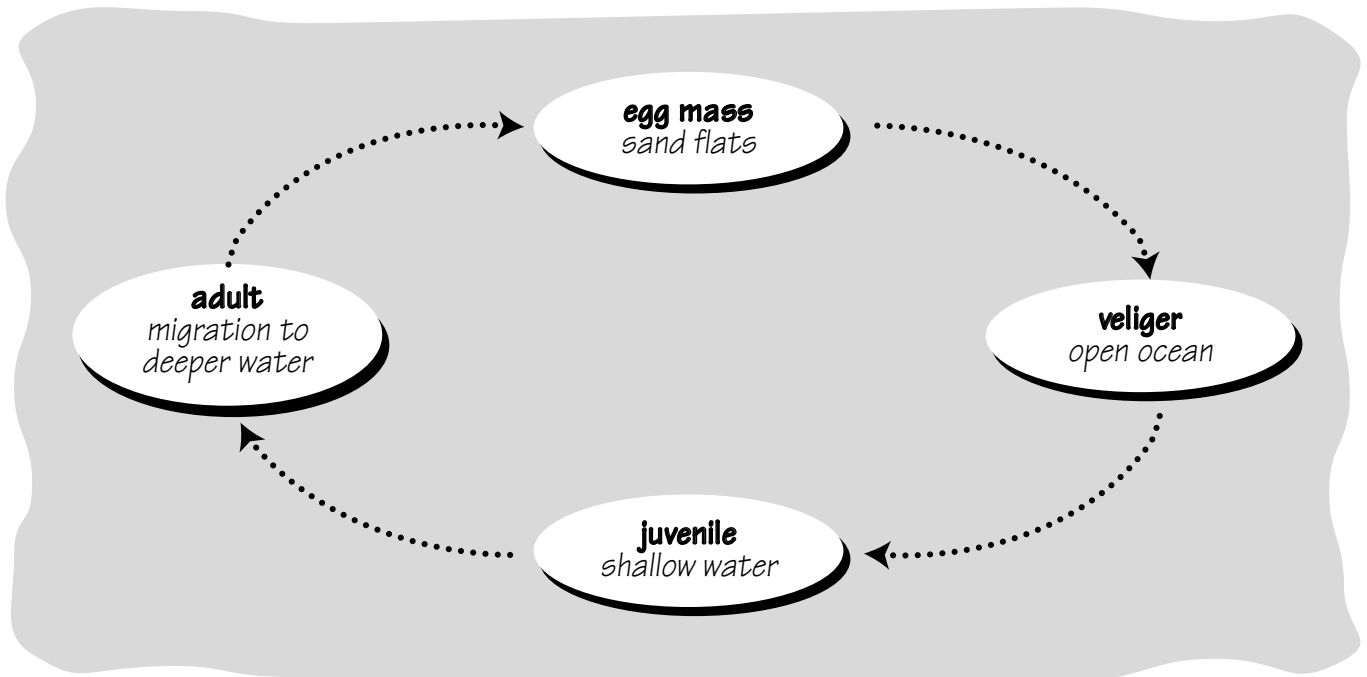 egg mass
sand flats
adult
migration to
deeper water
veliger
open ocean
juvenile
shallow water